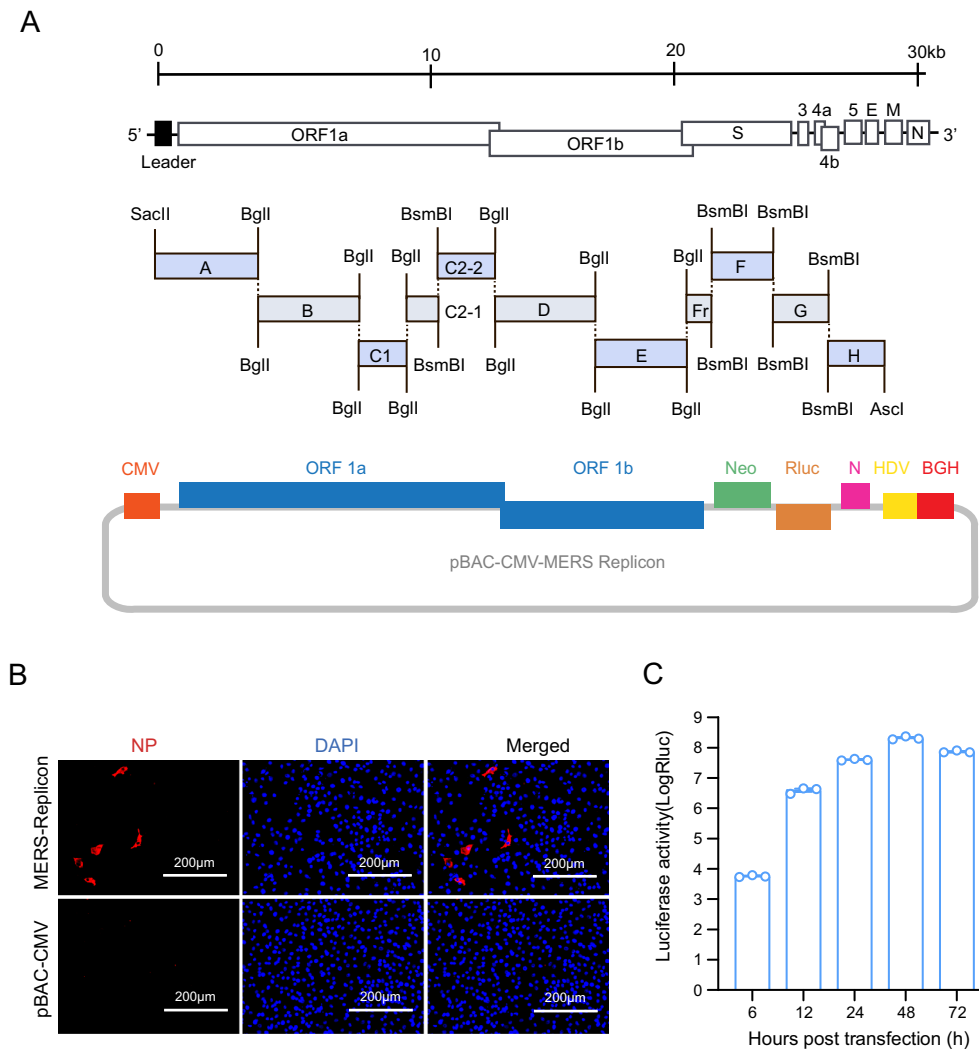 A
0 10 20 30kb
3 4a 5 E M
5’ ORF1a ORF1b S N 3’
Leader 4b
SacII BglI BsmBI BglI BsmBI BsmBI
BglI BglI BglI BglI BsmBI
A C2-2 F
B C2-1 D Fr G
C1 E H
BglI BsmBI BglI BsmBI BsmBI
BglI BglI BglI BglI BsmBI AscI
CMV ORF 1a ORF 1b Neo Rluc N HDV BGH
pBAC-CMV-MERS Replicon
B
NP DAPI Merged
MERS-Replicon
200μm 200μm 200μm
pBAC-CMV
200μm 200μm 200μm
C
Luciferase activity(LogRluc)
9
8
7
6
5
4
3
2
1
0
6 12 24 48 72
Hours post transfection (h)